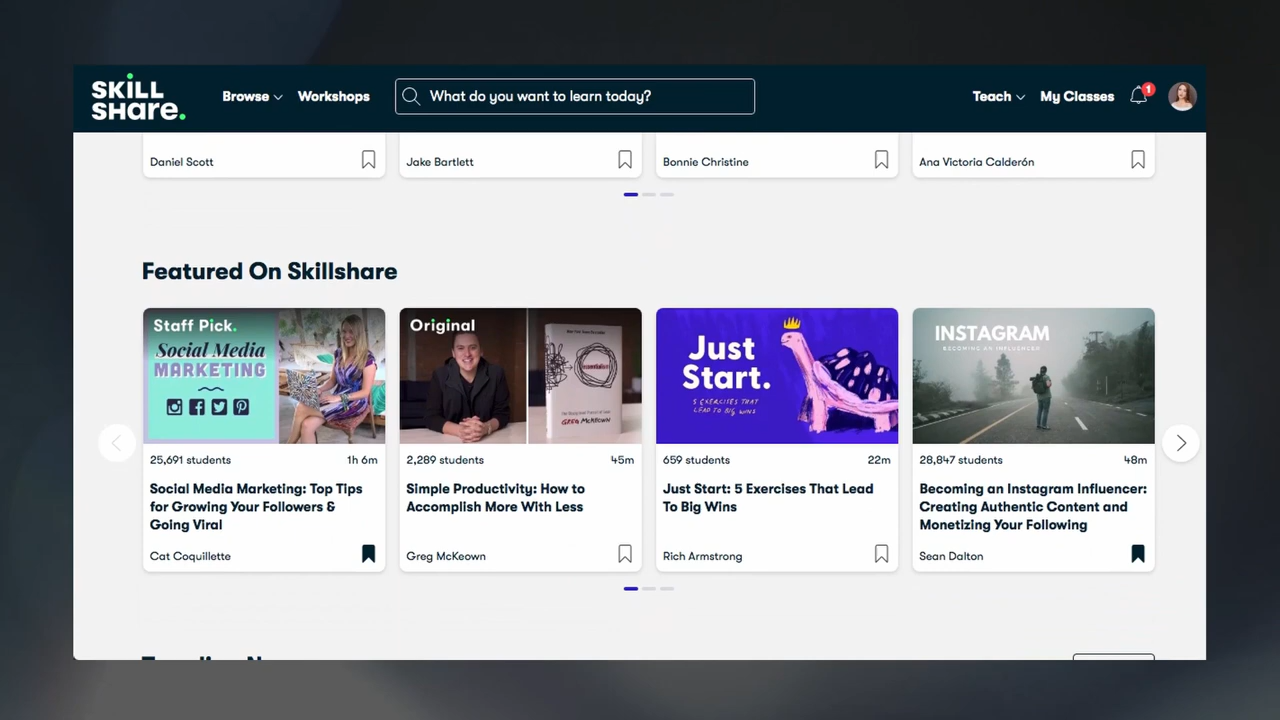 SKILL
SHARE.
Browse
Workshops
What do you want to learn today?
Teach
My Classes
1
Daniel Scott
Jake Bartlett
Bonnie Christine
Ana Victoria Calderón
Featured On Skillshare
Staff Pick.
Social Media
MARKETING
Original
essentialism
GREG MCKEOWN
Just
Start.
5 EXERCISES THAT
LEAD TO BIG WINS
INSTAGRAM
BECOMING AN INFLUENCER
25,691 students
1h 6m
Social Media Marketing: Top Tips
for Growing Your Followers &
Going Viral
Cat Coquillette
2,289 students
45m
Simple Productivity: How to
Accomplish More With Less
Greg McKeown
659 students
22m
Just Start: 5 Exercises That Lead
To Big Wins
Rich Armstrong
28,847 students
48m
Becoming an Instagram Influencer:
Creating Authentic Content and
Monetizing Your Following
Sean Dalton